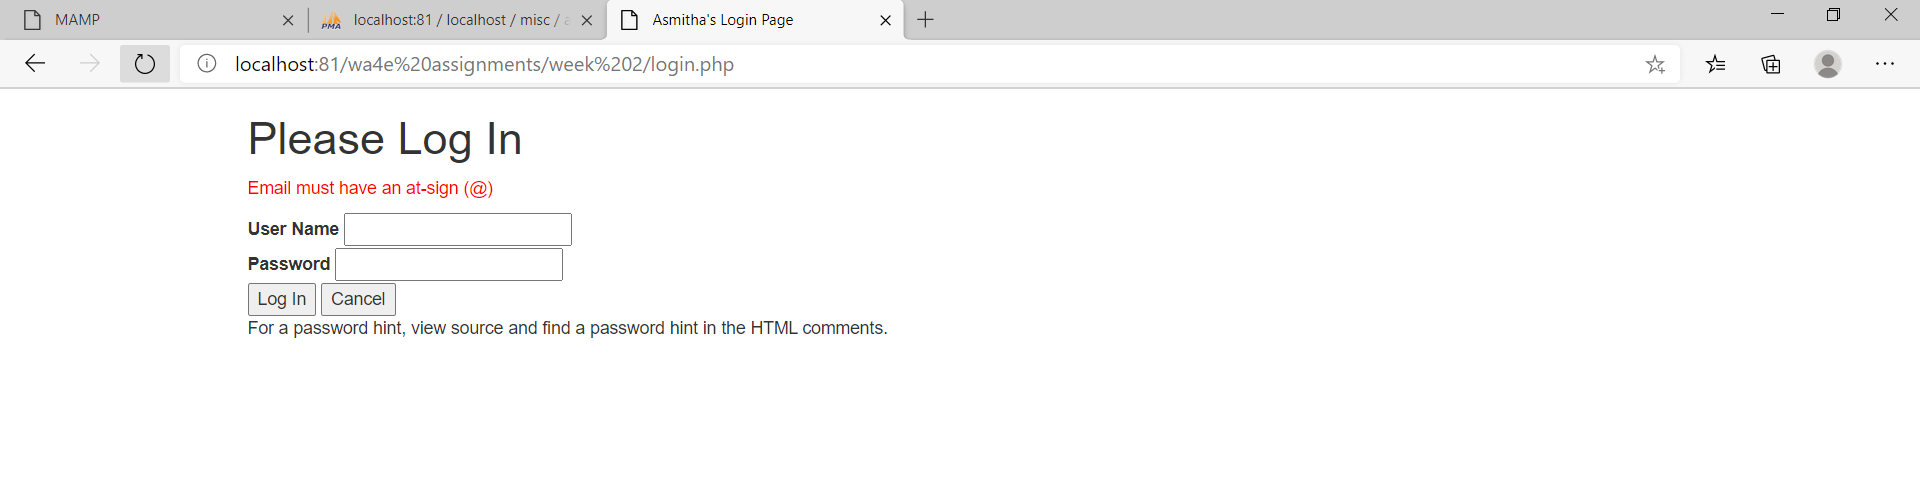 MAMP
localhost:81 / localhost / misc /
Asmitha's Login Page
PMA
localhost:81/wa4e%20assignments/week%202/login.php
Please Log In
Email must have an at-sign (@)
User Name
Password
Log In Cancel
For a password hint, view source and find a password hint in the HTML comments.